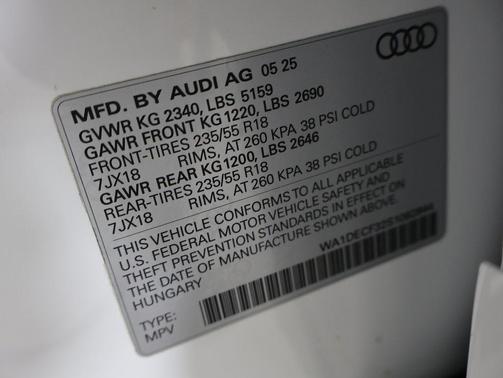 MFD. BY AUDI AG 05 25
GVWR KG 2340, LBS 5159
GAWR FRONT KG 1220, LBS 2690
FRONT-TIRES 235/55 R18
7JX18 RIMS, AT 260 KPA 38 PSI COLD
GAWR REAR KG1200, LBS 2646
REAR-TIRES 235/55 R18
7JX18 RIMS, AT 260 KPA 38 PSI COLD
THIS VEHICLE CONFORMS TO ALL APPLICABLE
U.S. FEDERAL MOTOR VEHICLE SAFETY AND
THEFT PREVENTION STANDARDS IN EFFECT ON
THE DATE OF MANUFACTURE SHOWN ABOVE.
HUNGARY
TYPE:
MPV